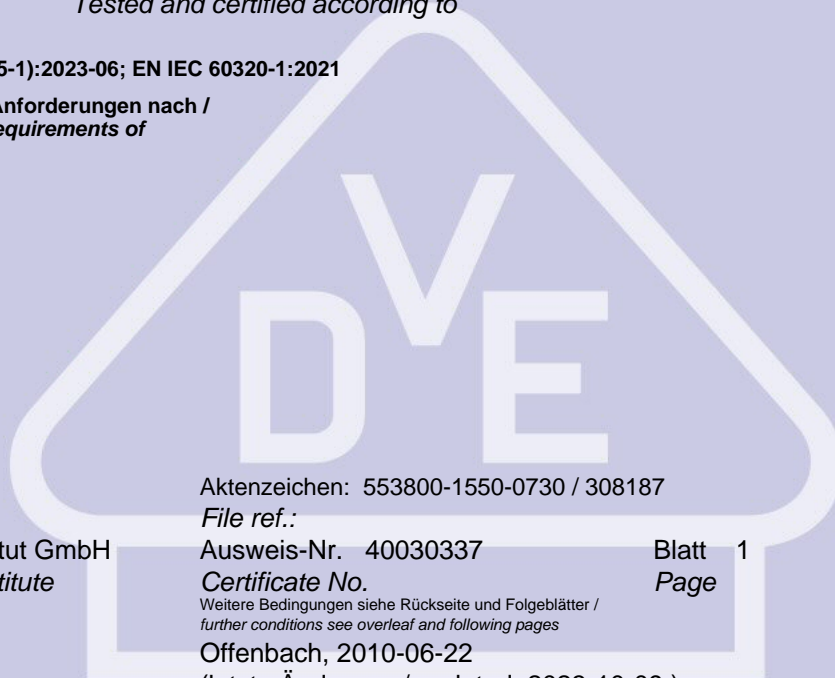 Tested and certified according to
5-1):2023-06; EN IEC 60320-1:2021
Anforderungen nach /
equirements of
DVE
Aktenzeichen: 553800-1550-0730 / 308187
File ref.:
tut GmbH Ausweis-Nr. 40030337 Blatt 1
titute Certificate No. Page
Weitere Bedingungen siehe Rückseite und Folgeblätter /
further conditions see overleaf and following pages
Offenbach, 2010-06-22